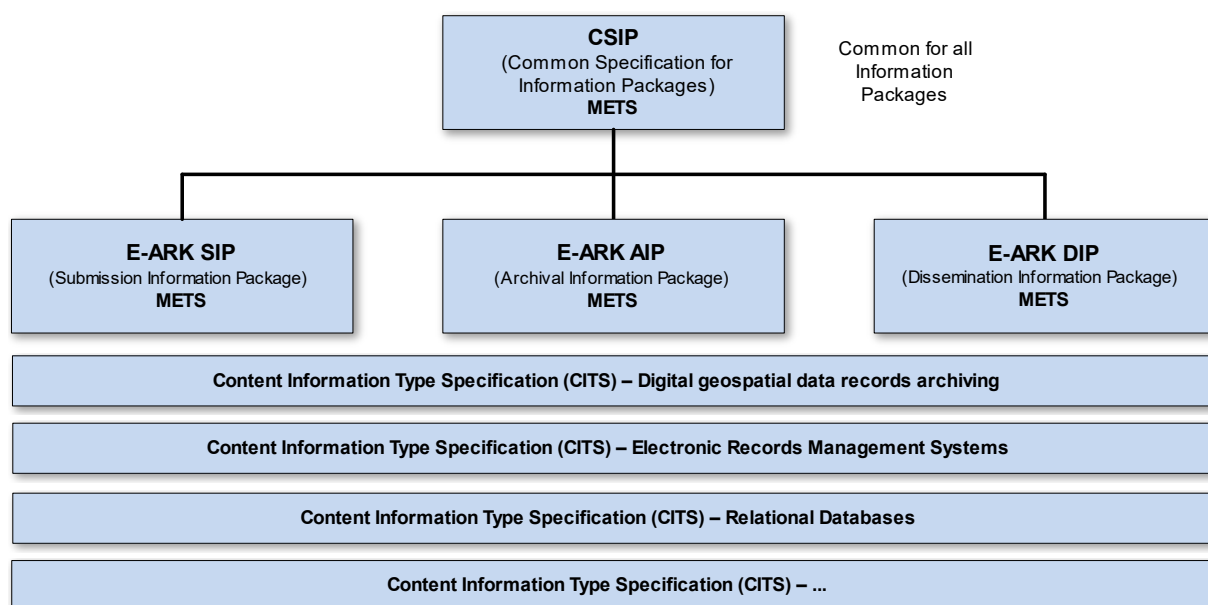 CSIP
(Common Specification for
Information Packages)
METS
Common for all
Information
Packages
E-ARK SIP
(Submission Information Package)
METS
E-ARK AIP
(Archival Information Package)
METS
E-ARK DIP
(Dissemination Information Package)
METS
Content Information Type Specification (CITS) – Digital geospatial data records archiving
Content Information Type Specification (CITS) – Electronic Records Management Systems
Content Information Type Specification (CITS) – Relational Databases
Content Information Type Specification (CITS) – ...